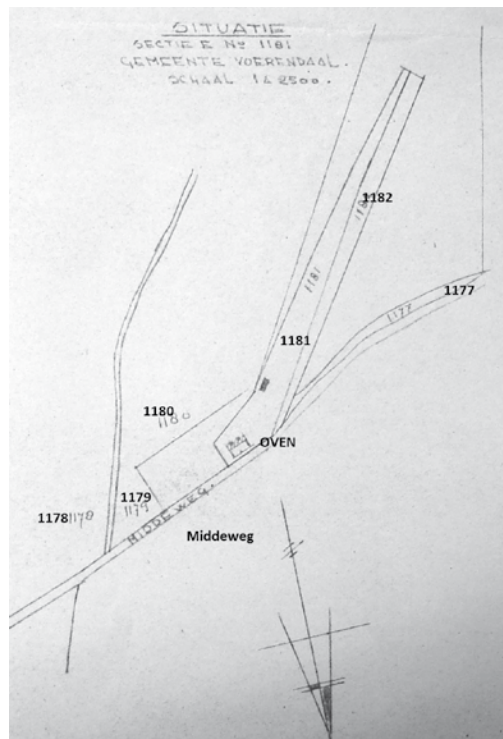 SITUATIE
SECTIE E Nº 1181
GEMEENTE VOERENDAAL.
SCHAAL 1 A 2500.
1182
1181
1177
1177
1181
1180
1180
OVEN
1179
1179
1178
1178
MIDDEWEG.
Middeweg